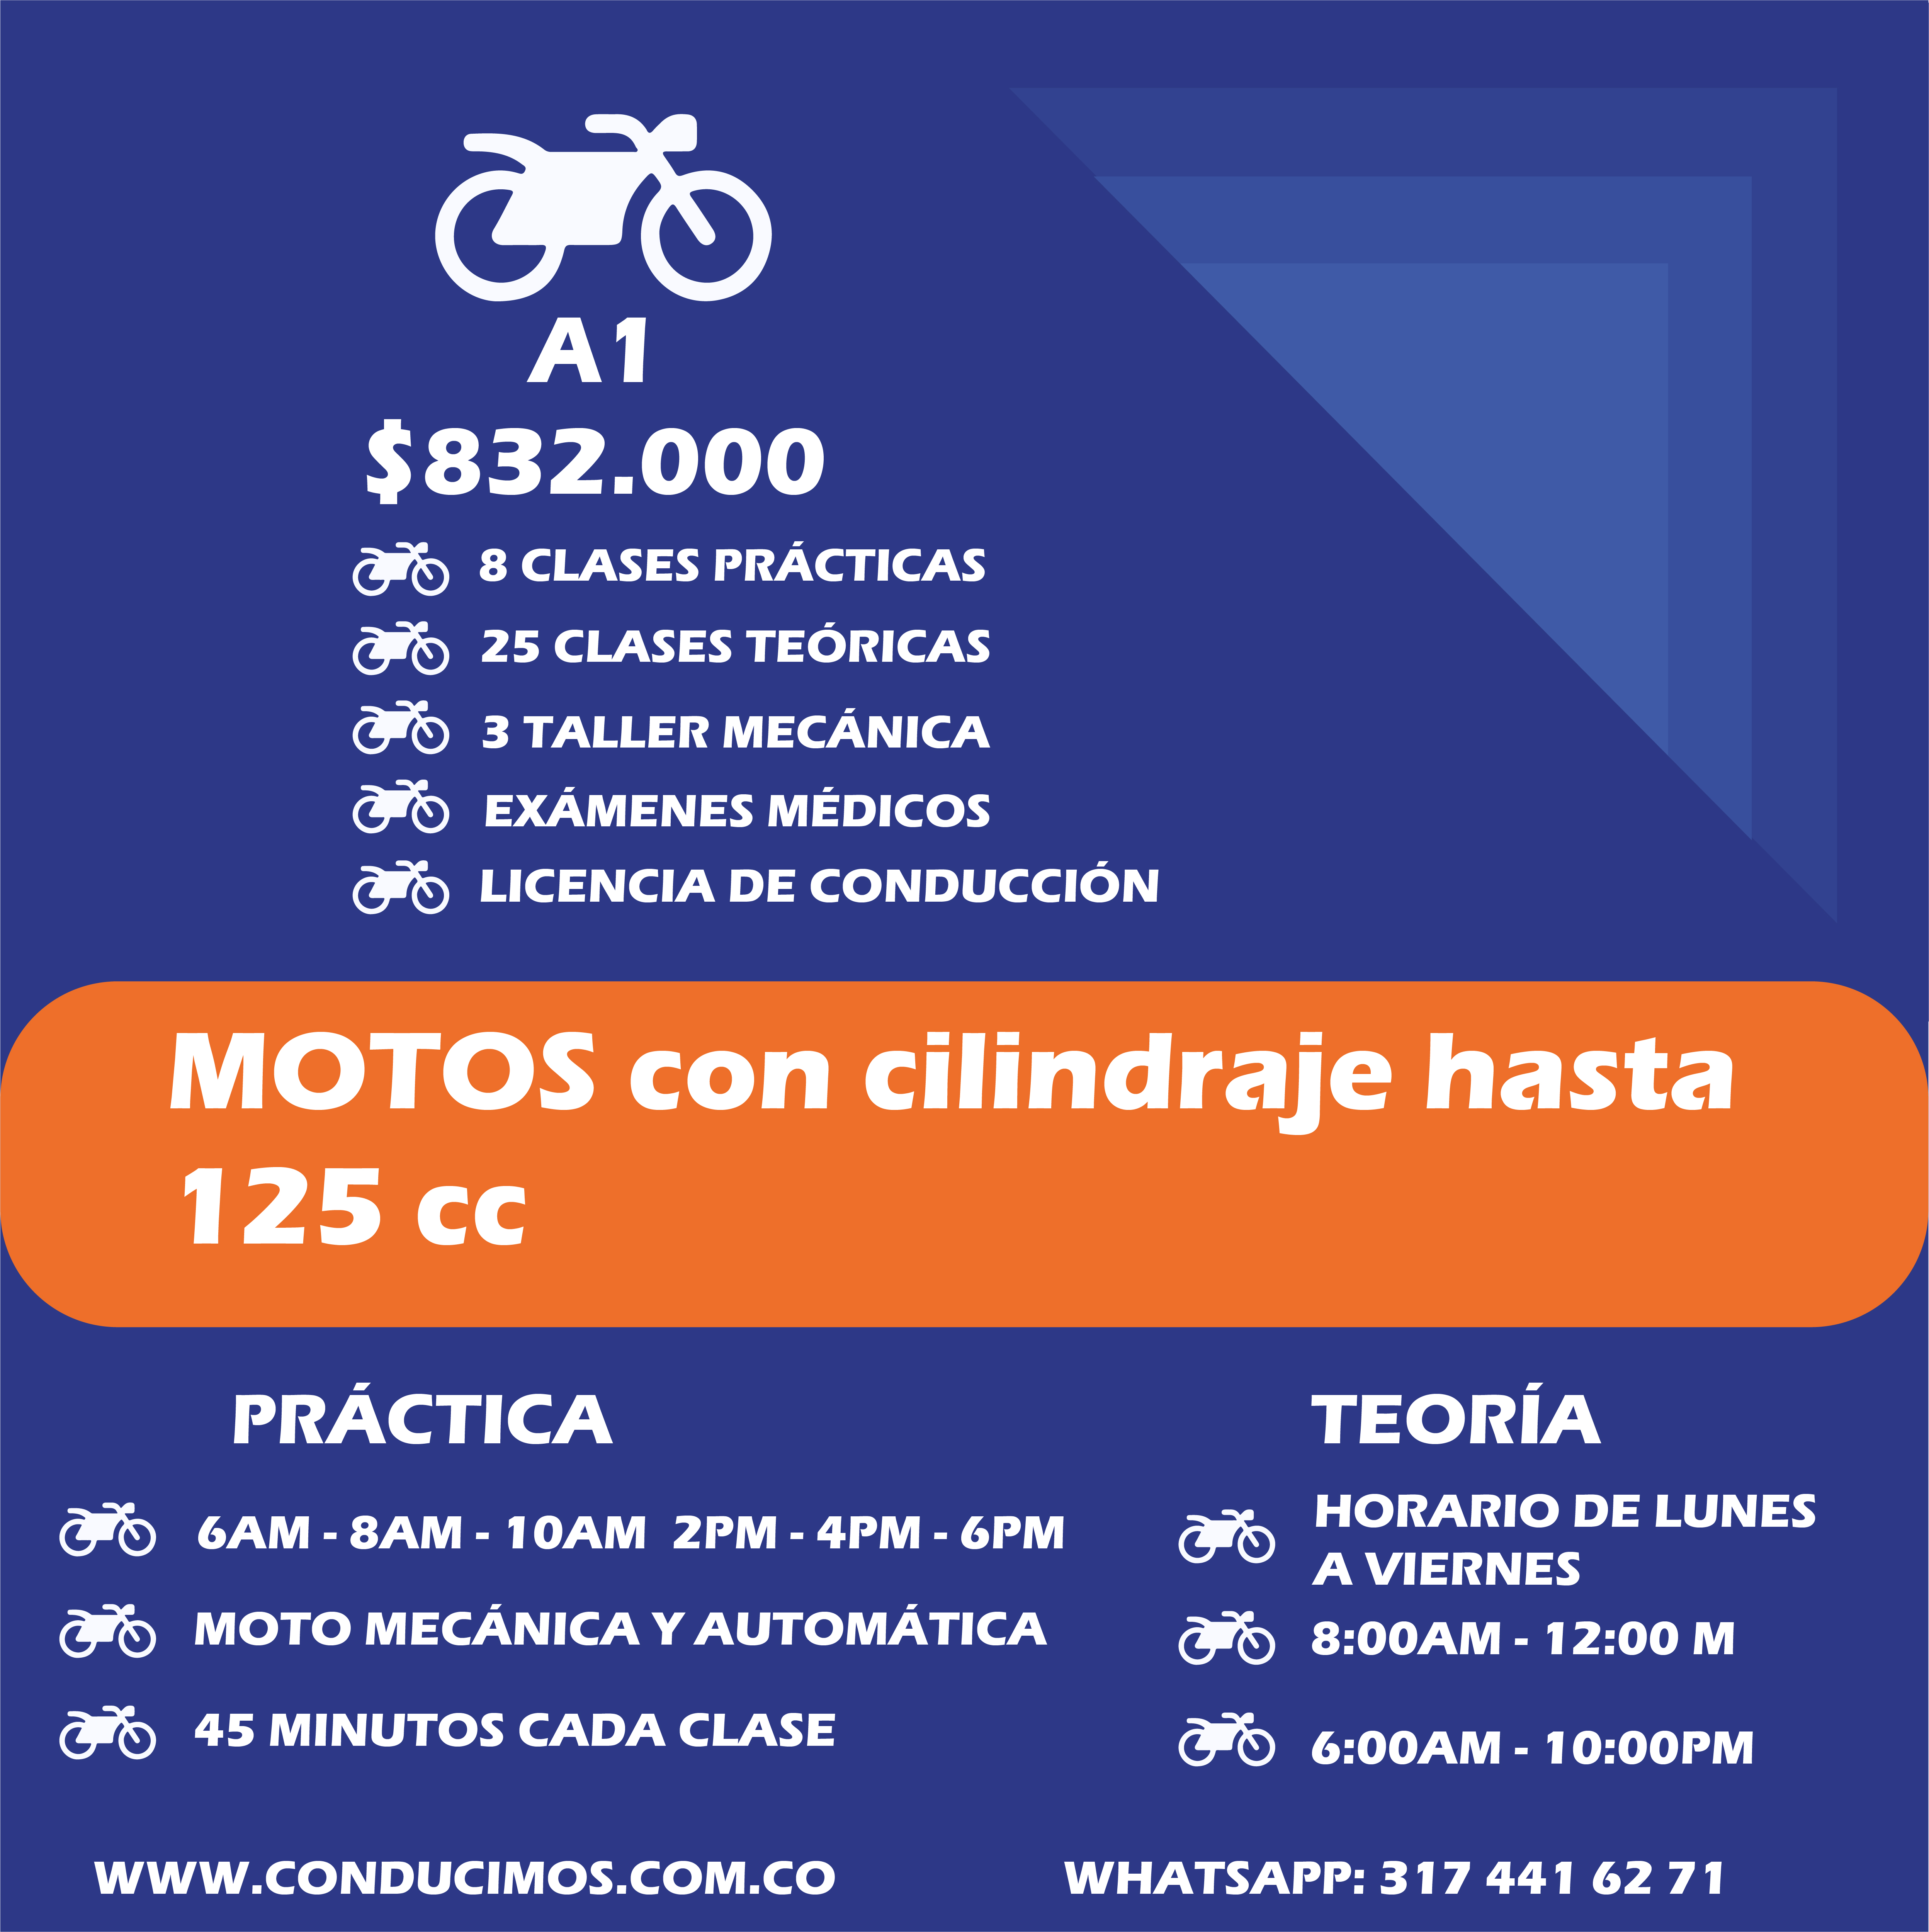 A1
$832.000
8 CLASES PRÁCTICAS
25 CLASES TEÓRICAS
3 TALLER MECÁNICA
EXÁMENES MÉDICOS
LICENCIA DE CONDUCCIÓN
MOTOS con cilindraje hasta
125 cc
PRÁCTICA
6AM - 8AM - 10AM 2PM - 4PM - 6PM
MOTO MECÁNICA Y AUTOMÁTICA
45 MINUTOS CADA CLASE
TEORÍA
HORARIO DE LUNES
A VIERNES
8:00AM - 12:00 M
6:00AM - 10:00PM
WWW.CONDUCIMOS.COM.CO
WHATSAPP: 317 441 62 71